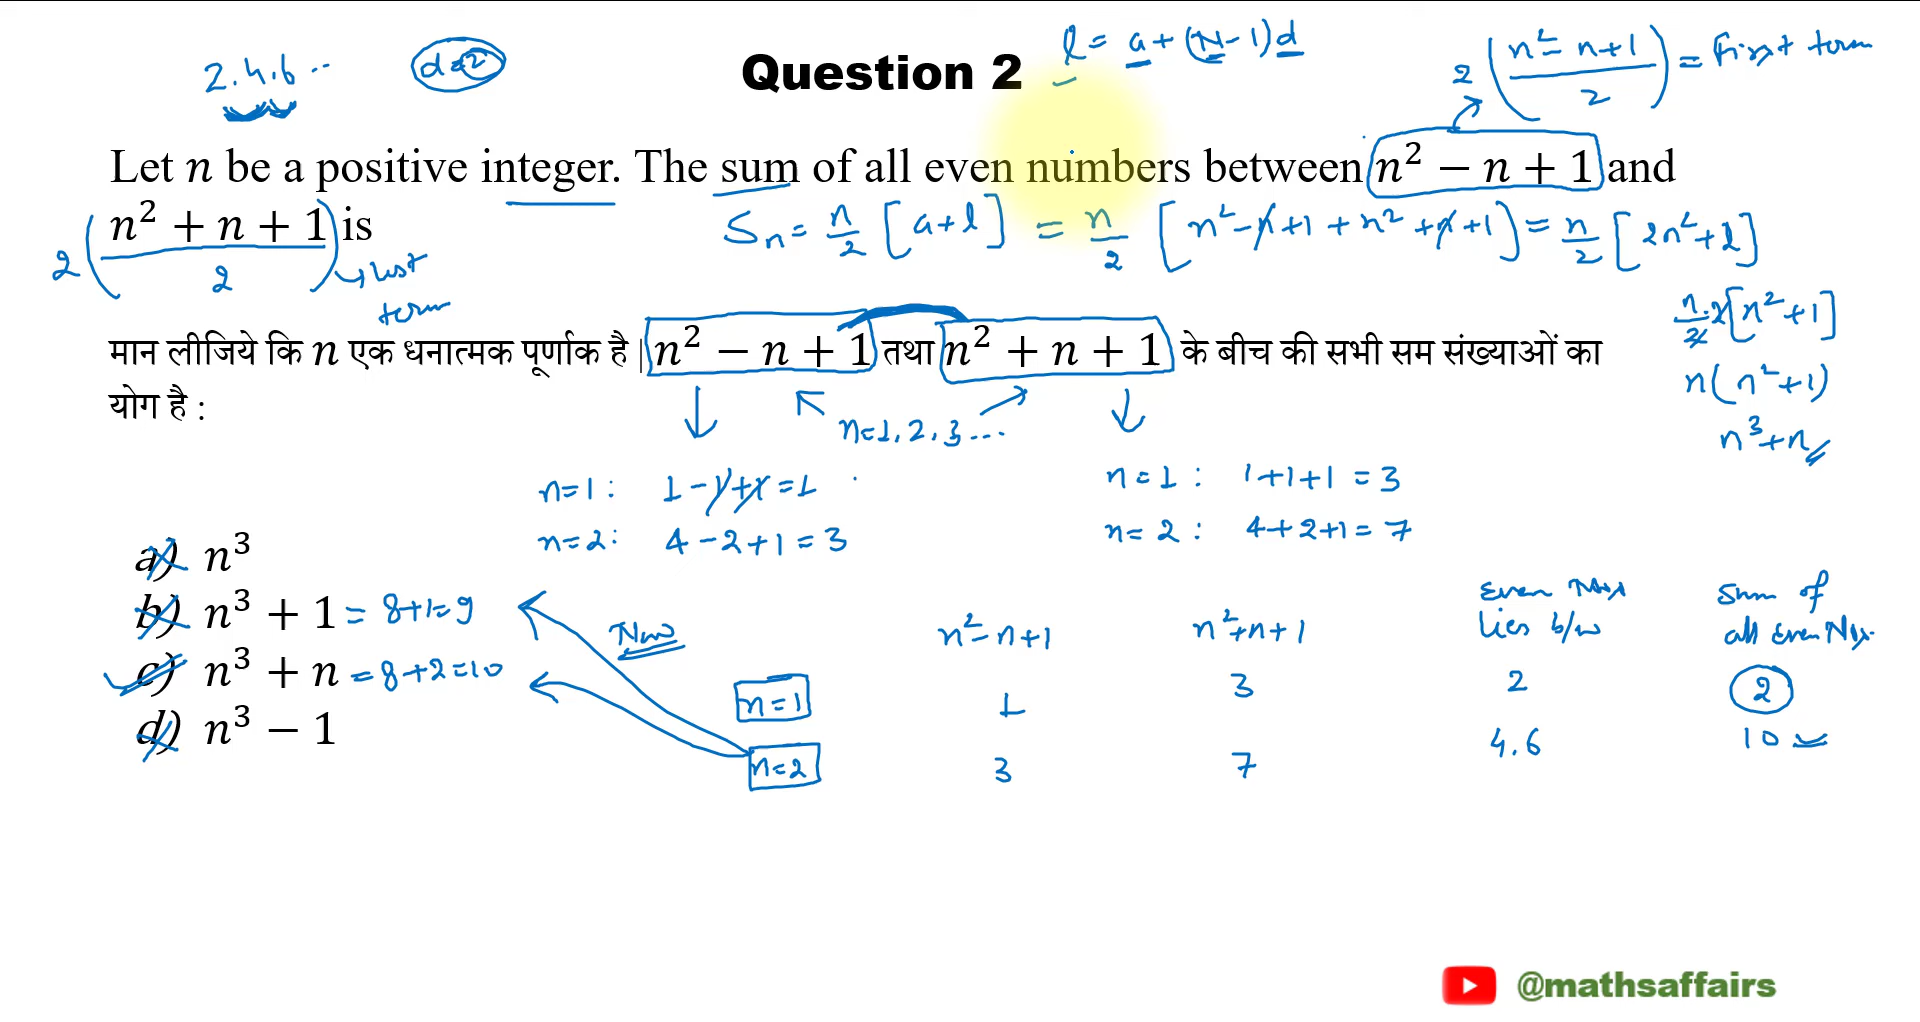 2.4.6..
d=2
Question 2
l = a + (N-1)d
2 ( n² - n + 1 / 2 ) = First term
Let n be a positive integer. The sum of all even numbers between n² − n + 1 and
n² + n + 1 is
2 ( / 2 ) → last term
Sn = n/2 [a + l] = n/2 [n² - n + 1 + n² + n + 1] = n/2 [2n² + 2]
n/2 . 2[n² + 1]
n(n² + 1)
n³ + n
मान लीजिये कि n एक धनात्मक पूर्णाक है | n² − n + 1 तथा n² + n + 1 के बीच की सभी सम संख्याओं का
योग है :
n=1, 2, 3 ...
n=1 : 1 - 1 + 1 = 1
n=2: 4 - 2 + 1 = 3
n=1 : 1 + 1 + 1 = 3
n=2 : 4 + 2 + 1 = 7
a) n³
b) n³ + 1 = 8+1=9
c) n³ + n = 8+2=10
d) n³ − 1
n² - n + 1 n² + n + 1 Even Nos lies b/w Sum of all Even Nos.
n=1 1 3 2 2
n=2 3 7 4.6 10
@mathsaffairs